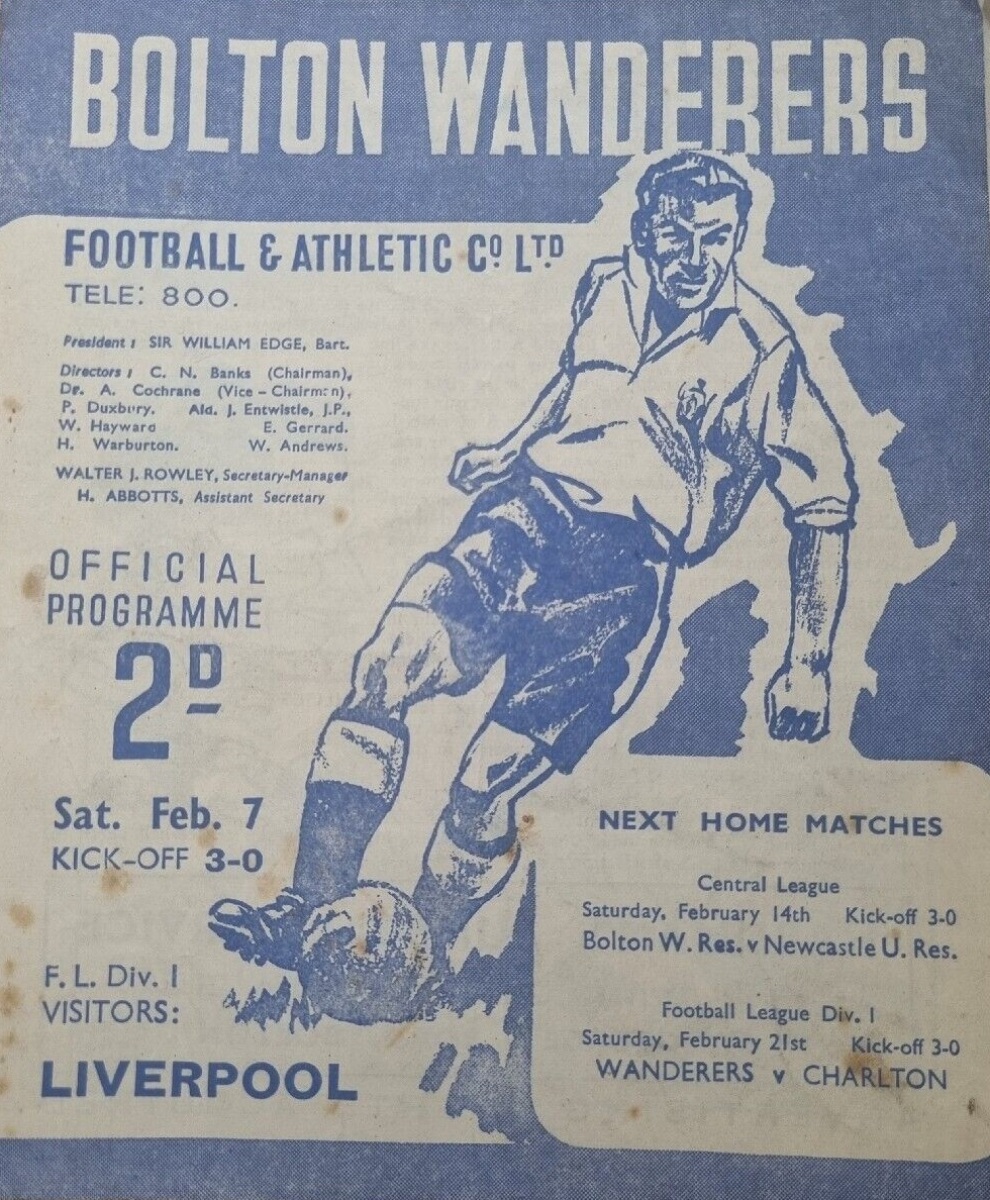 BOLTON WANDERERS
FOOTBALL & ATHLETIC Co. LTD
TELE: 800.
President: SIR WILLIAM EDGE, Bart.
Directors: C. N. Banks (Chairman),
Dr. A. Cochrane (Vice-Chairman),
P. Duxbury. Ald. J. Entwistle, J.P.,
W. Hayward E. Gerrard.
H. Warburton. W. Andrews.
WALTER J. ROWLEY, Secretary-Manager
H. ABBOTTS, Assistant Secretary
OFFICIAL
PROGRAMME
2D
Sat. Feb. 7
KICK-OFF 3-0
F. L. Div. I
VISITORS:
LIVERPOOL
NEXT HOME MATCHES
Central League
Saturday, February 14th Kick-off 3-0
Bolton W. Res. v Newcastle U. Res.
Football League Div. I
Saturday, February 21st Kick-off 3-0
WANDERERS v CHARLTON